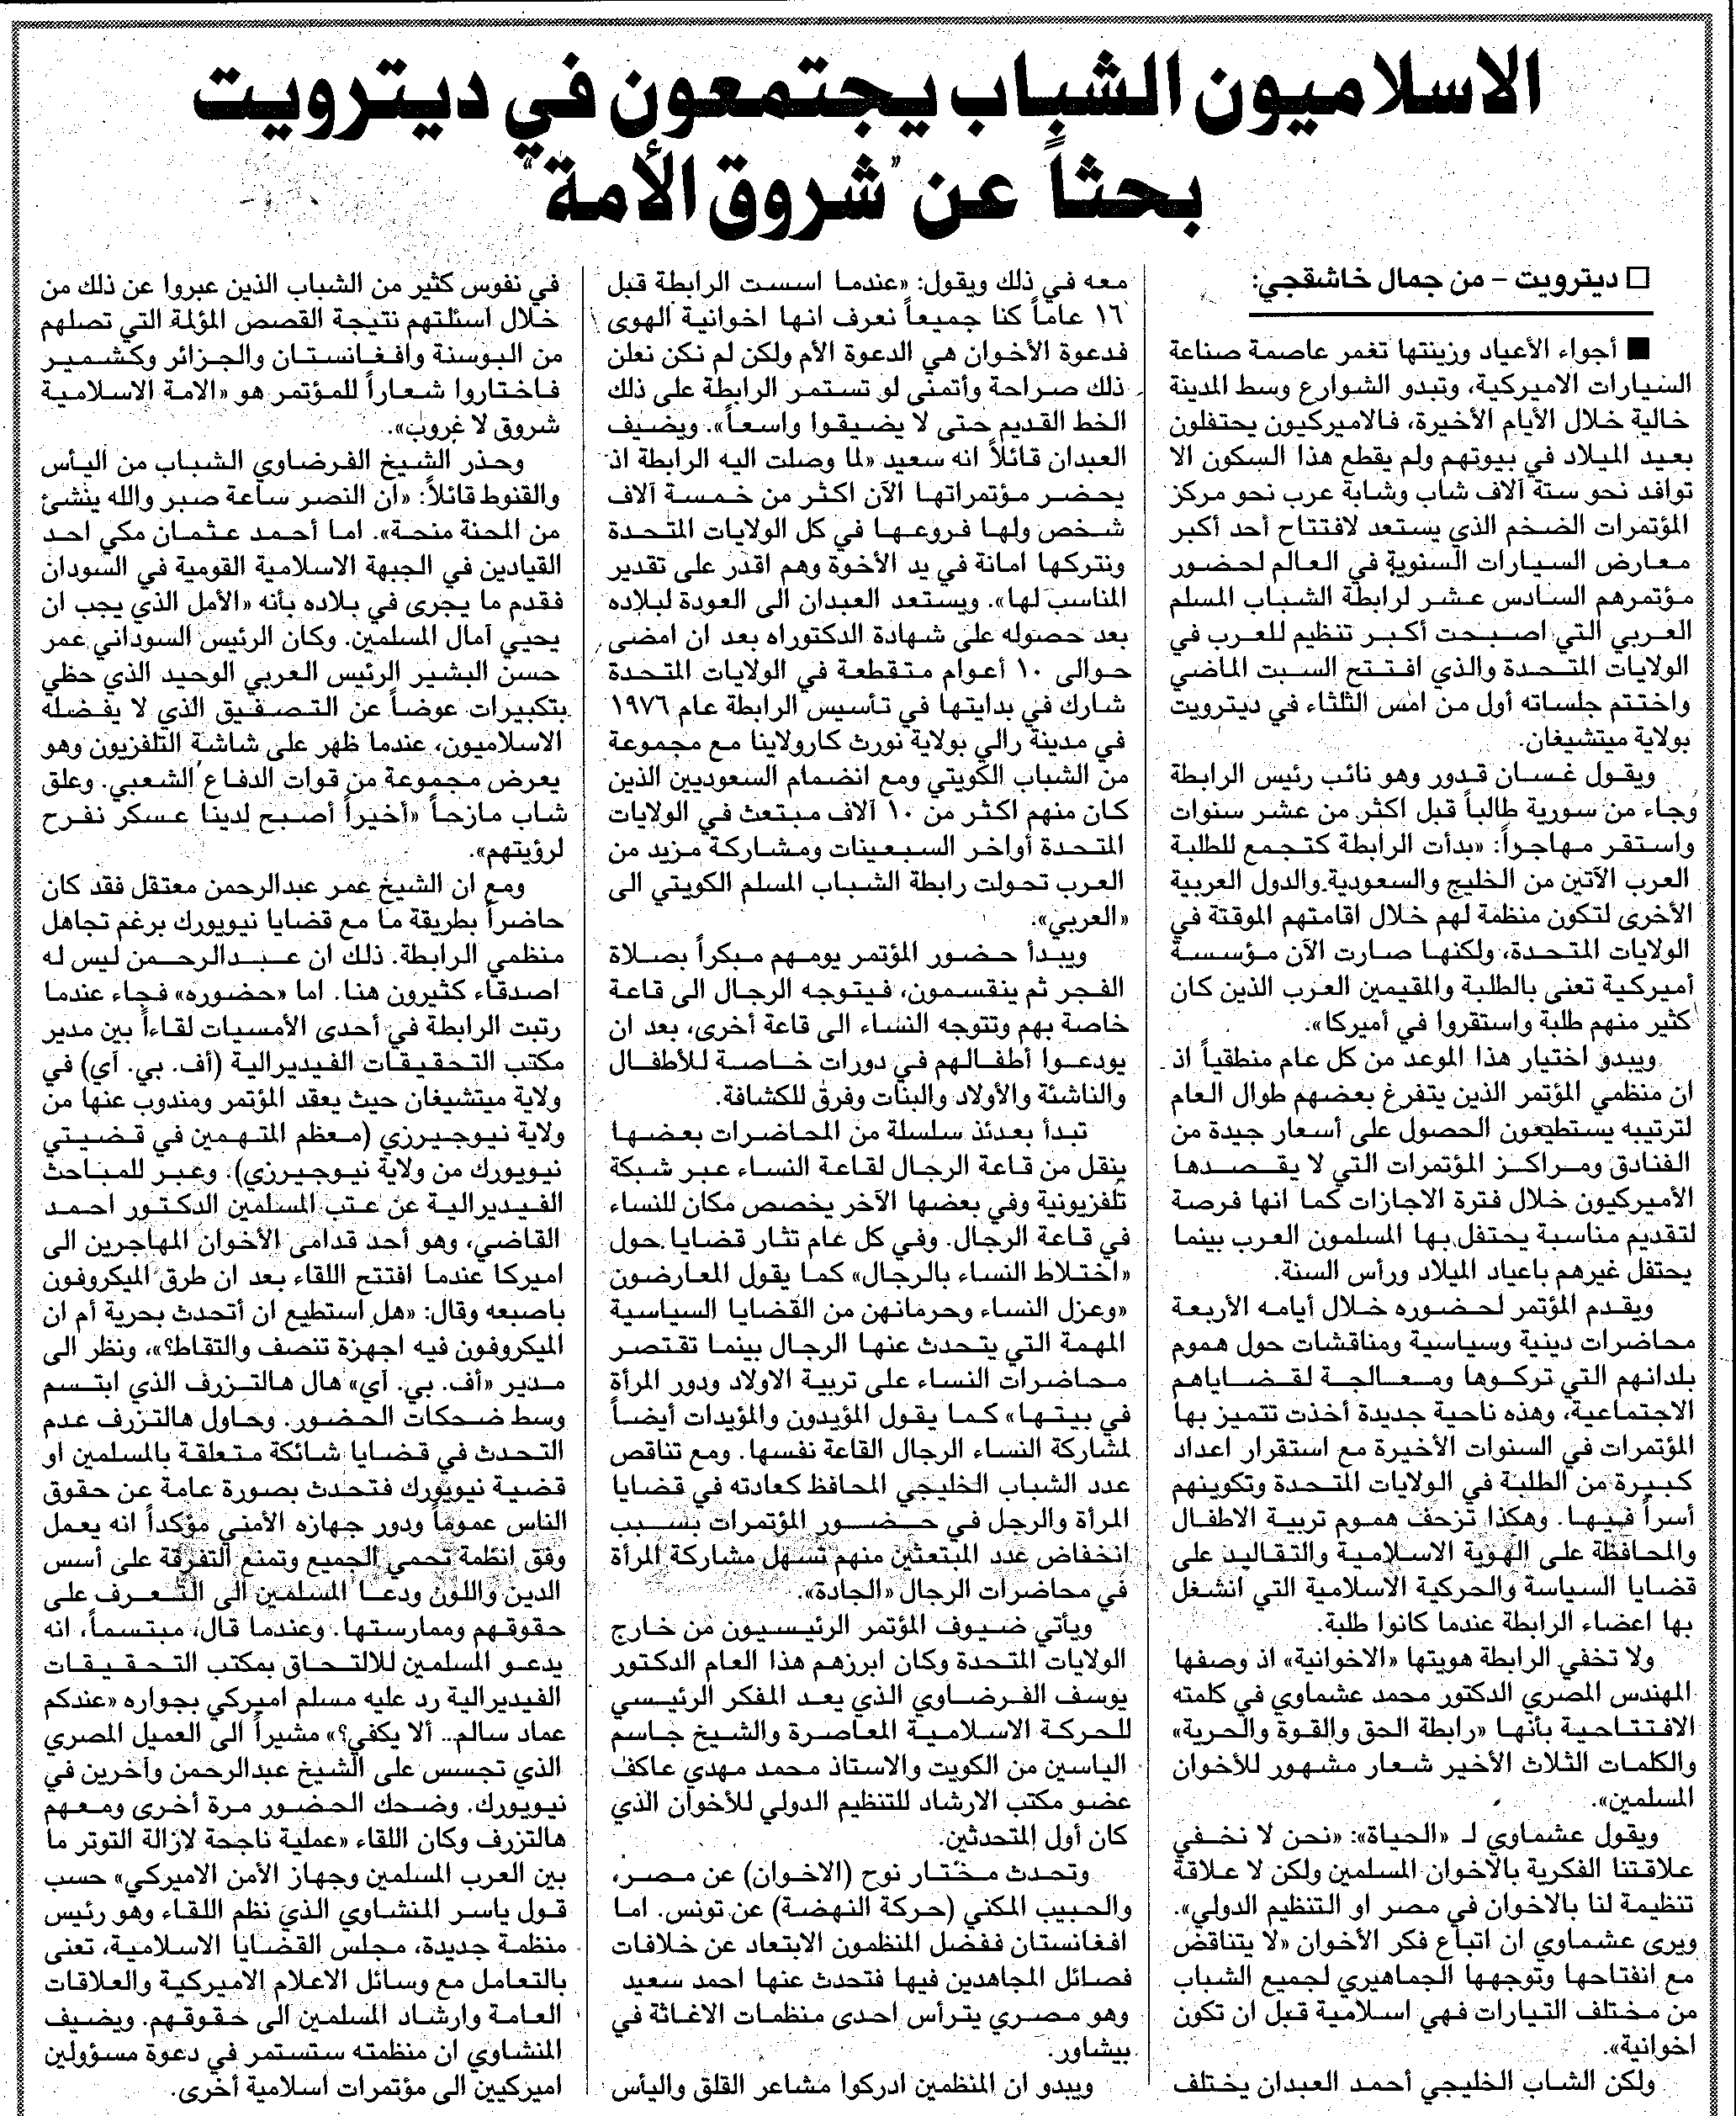 الاسلاميون الشباب يجتمعون في ديترويت
بحثاً عن "شروق الأمة"
□ ديترويت – من جمال خاشقجي:
■ أجواء الأعياد وزينتها تغمر عاصمة صناعة
السيارات الاميركية، وتبدو الشوارع وسط المدينة
خالية خلال الأيام الأخيرة، فالاميركيون يحتفلون
بعيد الميلاد في بيوتهم ولم يقطع هذا السكون الا
توافد نحو ستة آلاف شاب وشابة عرب نحو مركز
المؤتمرات الضخم الذي يستعد لافتتاح أحد أكبر
معارض السيارات السنوية في العالم لحضور
مؤتمرهم السادس عشر لرابطة الشباب المسلم
العربي التي اصبحت أكبر تنظيم للعرب في
الولايات المتحدة والذي افتتح السبت الماضي
واختتم جلساته أول من امس الثلثاء في ديترويت
بولاية ميتشيغان.
ويقول غسان قدور وهو نائب رئيس الرابطة
وجاء من سورية طالباً قبل اكثر من عشر سنوات
واستقر مهاجراً: «بدأت الرابطة كتجمع للطلبة
العرب الآتين من الخليج والسعودية والدول العربية
الأخرى لتكون منظمة لهم خلال اقامتهم الموقتة في
الولايات المتحدة، ولكنها صارت الآن مؤسسة
أميركية تعنى بالطلبة والمقيمين العرب الذين كان
كثير منهم طلبة واستقروا في أميركا».
ويبدو اختيار هذا الموعد من كل عام منطقياً اذ
ان منظمي المؤتمر الذين يتفرغ بعضهم طوال العام
لترتيبه يستطيعون الحصول على أسعار جيدة من
الفنادق ومراكز المؤتمرات التي لا يقصدها
الأميركيون خلال فترة الاجازات كما انها فرصة
لتقديم مناسبة يحتفل بها المسلمون العرب بينما
يحتفل غيرهم باعياد الميلاد ورأس السنة.
ويقدم المؤتمر لحضوره خلال أيامه الأربعة
محاضرات دينية وسياسية ومناقشات حول هموم
بلدانهم التي تركوها ومعالجة لقضاياهم
الاجتماعية، وهذه ناحية جديدة أخذت تتميز بها
المؤتمرات في السنوات الأخيرة مع استقرار اعداد
كبيرة من الطلبة في الولايات المتحدة وتكوينهم
أسراً فيها. وهكذا تزحف هموم تربية الاطفال
والمحافظة على الهوية الاسلامية والتقاليد على
قضايا السياسة والحركية الاسلامية التي انشغل
بها اعضاء الرابطة عندما كانوا طلبة.
ولا تخفي الرابطة هويتها «الاخوانية» اذ وصفها
المهندس المصري الدكتور محمد عشماوي في كلمته
الافتتاحية بأنها «رابطة الحق والقوة والحرية»
والكلمات الثلاث الأخير شعار مشهور للأخوان
المسلمين».
ويقول عشماوي لـ «الحياة»: «نحن لا نخفي
علاقتنا الفكرية بالاخوان المسلمين ولكن لا علاقة
تنظيمة لنا بالاخوان في مصر او التنظيم الدولي».
ويرى عشماوي ان اتباع فكر الأخوان «لا يتناقض
مع انفتاحها وتوجهها الجماهيري لجميع الشباب
من مختلف التيارات فهي اسلامية قبل ان تكون
اخوانية».
ولكن الشاب الخليجي أحمد العبدان يختلف
معه في ذلك ويقول: «عندما اسست الرابطة قبل
١٦ عاماً كنا جميعاً نعرف انها اخوانية الهوى
فدعوة الأخوان هي الدعوة الأم ولكن لم نكن نعلن
ذلك صراحة وأتمنى لو تستمر الرابطة على ذلك
الخط القديم حتى لا يضيقوا واسعاً». ويضيف
العبدان قائلاً انه سعيد «لما وصلت اليه الرابطة اذ
يحضر مؤتمراتها الآن اكثر من خمسة آلاف
شخص ولها فروعها في كل الولايات المتحدة
ونتركها امانة في يد الأخوة وهم اقدر على تقدير
المناسب لها». ويستعد العبدان الى العودة لبلاده
بعد حصوله على شهادة الدكتوراه بعد ان امضى
حوالى ١٠ أعوام متقطعة في الولايات المتحدة
شارك في بدايتها في تأسيس الرابطة عام ١٩٧٦
في مدينة رالي بولاية نورث كارولاينا مع مجموعة
من الشباب الكويتي ومع انضمام السعوديين الذين
كان منهم اكثر من ١٠ آلاف مبتعث في الولايات
المتحدة أواخر السبعينات ومشاركة مزيد من
العرب تحولت رابطة الشباب المسلم الكويتي الى
«العربي».
ويبدأ حضور المؤتمر يومهم مبكراً بصلاة
الفجر ثم ينقسمون، فيتوجه الرجال الى قاعة
خاصة بهم وتتوجه النساء الى قاعة أخرى، بعد ان
يودعوا أطفالهم في دورات خاصة للأطفال
والناشئة والأولاد والبنات وفرق للكشافة.
تبدأ بعدئذ سلسلة من المحاضرات بعضها
ينقل من قاعة الرجال لقاعة النساء عبر شبكة
تلفزيونية وفي بعضها الآخر يخصص مكان للنساء
في قاعة الرجال. وفي كل عام تثار قضايا حول
«اختلاط النساء بالرجال» كما يقول المعارضون
«وعزل النساء وحرمانهن من القضايا السياسية
المهمة التي يتحدث عنها الرجال بينما تقتصر
محاضرات النساء على تربية الاولاد ودور المرأة
في بيتها» كما يقول المؤيدون والمؤيدات أيضاً
لمشاركة النساء الرجال القاعة نفسها. ومع تناقص
عدد الشباب الخليجي المحافظ كعادته في قضايا
المرأة والرجل في حضور المؤتمرات بسبب
انخفاض عدد المبتعثين منهم تسهل مشاركة المرأة
في محاضرات الرجال «الجادة».
ويأتي ضيوف المؤتمر الرئيسيون من خارج
الولايات المتحدة وكان ابرزهم هذا العام الدكتور
يوسف القرضاوي الذي يعد المفكر الرئيسي
للحركة الاسلامية المعاصرة والشيخ جاسم
الياسين من الكويت والاستاذ محمد مهدي عاكف
عضو مكتب الارشاد للتنظيم الدولي للأخوان الذي
كان أول المتحدثين.
وتحدث مختار نوح (الاخوان) عن مصر،
والحبيب المكني (حركة النهضة) عن تونس. اما
افغانستان ففضل المنظمون الابتعاد عن خلافات
فصائل المجاهدين فيها فتحدث عنها احمد سعيد
وهو مصري يترأس احدى منظمات الاغاثة في
بيشاور.
ويبدو ان المنظمين ادركوا مشاعر القلق واليأس
في نفوس كثير من الشباب الذين عبروا عن ذلك من
خلال اسئلتهم نتيجة القصص المؤلمة التي تصلهم
من البوسنة وافغانستان والجزائر وكشمير
فاختاروا شعاراً للمؤتمر هو «الامة الاسلامية
شروق لا غروب».
وحذر الشيخ القرضاوي الشباب من اليأس
والقنوط قائلاً: «ان النصر ساعة صبر والله ينشئ
من المحنة منحة». اما أحمد عثمان مكي احد
القيادين في الجبهة الاسلامية القومية في السودان
فقدم ما يجرى في بلاده بأنه «الأمل الذي يجب ان
يحيي آمال المسلمين. وكان الرئيس السوداني عمر
حسن البشير الرئيس العربي الوحيد الذي حظي
بتكبيرات عوضاً عن التصفيق الذي لا يفضله
الاسلاميون، عندما ظهر على شاشة التلفزيون وهو
يعرض مجموعة من قوات الدفاع الشعبي. وعلق
شاب مازحاً «أخيراً أصبح لدينا عسكر نفرح
لرؤيتهم».
ومع ان الشيخ عمر عبدالرحمن معتقل فقد كان
حاضراً بطريقة ما مع قضايا نيويورك برغم تجاهل
منظمي الرابطة. ذلك ان عبدالرحمن ليس له
اصدقاء كثيرون هنا. اما «حضوره» فجاء عندما
رتبت الرابطة في أحدى الأمسيات لقاءاً بين مدير
مكتب التحقيقات الفيديرالية (أف. بي. آي) في
ولاية ميتشيغان حيث يعقد المؤتمر ومندوب عنها من
ولاية نيوجيرزي (معظم المتهمين في قضيتي
نيويورك من ولاية نيوجيرزي). وعبر للمباحث
الفيديرالية عن عتب المسلمين الدكتور احمد
القاضي، وهو أحد قدامى الأخوان المهاجرين الى
اميركا عندما افتتح اللقاء بعد ان طرق الميكروفون
باصبعه وقال: «هل استطيع ان أتحدث بحرية أم ان
الميكروفون فيه اجهزة تنصف والتقاط؟»، ونظر الى
مدير «أف. بي. آي» هال هالتزرف الذي ابتسم
وسط ضحكات الحضور. وحاول هالتزرف عدم
التحدث في قضايا شائكة متعلقة بالمسلمين او
قضية نيويورك فتحدث بصورة عامة عن حقوق
الناس عموماً ودور جهازه الأمني مؤكداً انه يعمل
وفق انظمة تحمي الجميع وتمنع التفرقة على أسس
الدين واللون ودعا المسلمين الى التعرف على
حقوقهم وممارستها. وعندما قال، مبتسماً، انه
يدعو المسلمين للالتحاق بمكتب التحقيقات
الفيديرالية رد عليه مسلم اميركي بجواره «عندكم
عماد سالم... ألا يكفي؟» مشيراً الى العميل المصري
الذي تجسس على الشيخ عبدالرحمن وآخرين في
نيويورك. وضحك الحضور مرة أخرى ومعهم
هالتزرف وكان اللقاء «عملية ناجحة لازالة التوتر ما
بين العرب المسلمين وجهاز الأمن الاميركي» حسب
قول ياسر المنشاوي الذي نظم اللقاء وهو رئيس
منظمة جديدة، مجلس القضايا الاسلامية، تعنى
بالتعامل مع وسائل الاعلام الاميركية والعلاقات
العامة وارشاد المسلمين الى حقوقهم. ويضيف
المنشاوي ان منظمته ستستمر في دعوة مسؤولين
اميركيين الى مؤتمرات اسلامية أخرى.